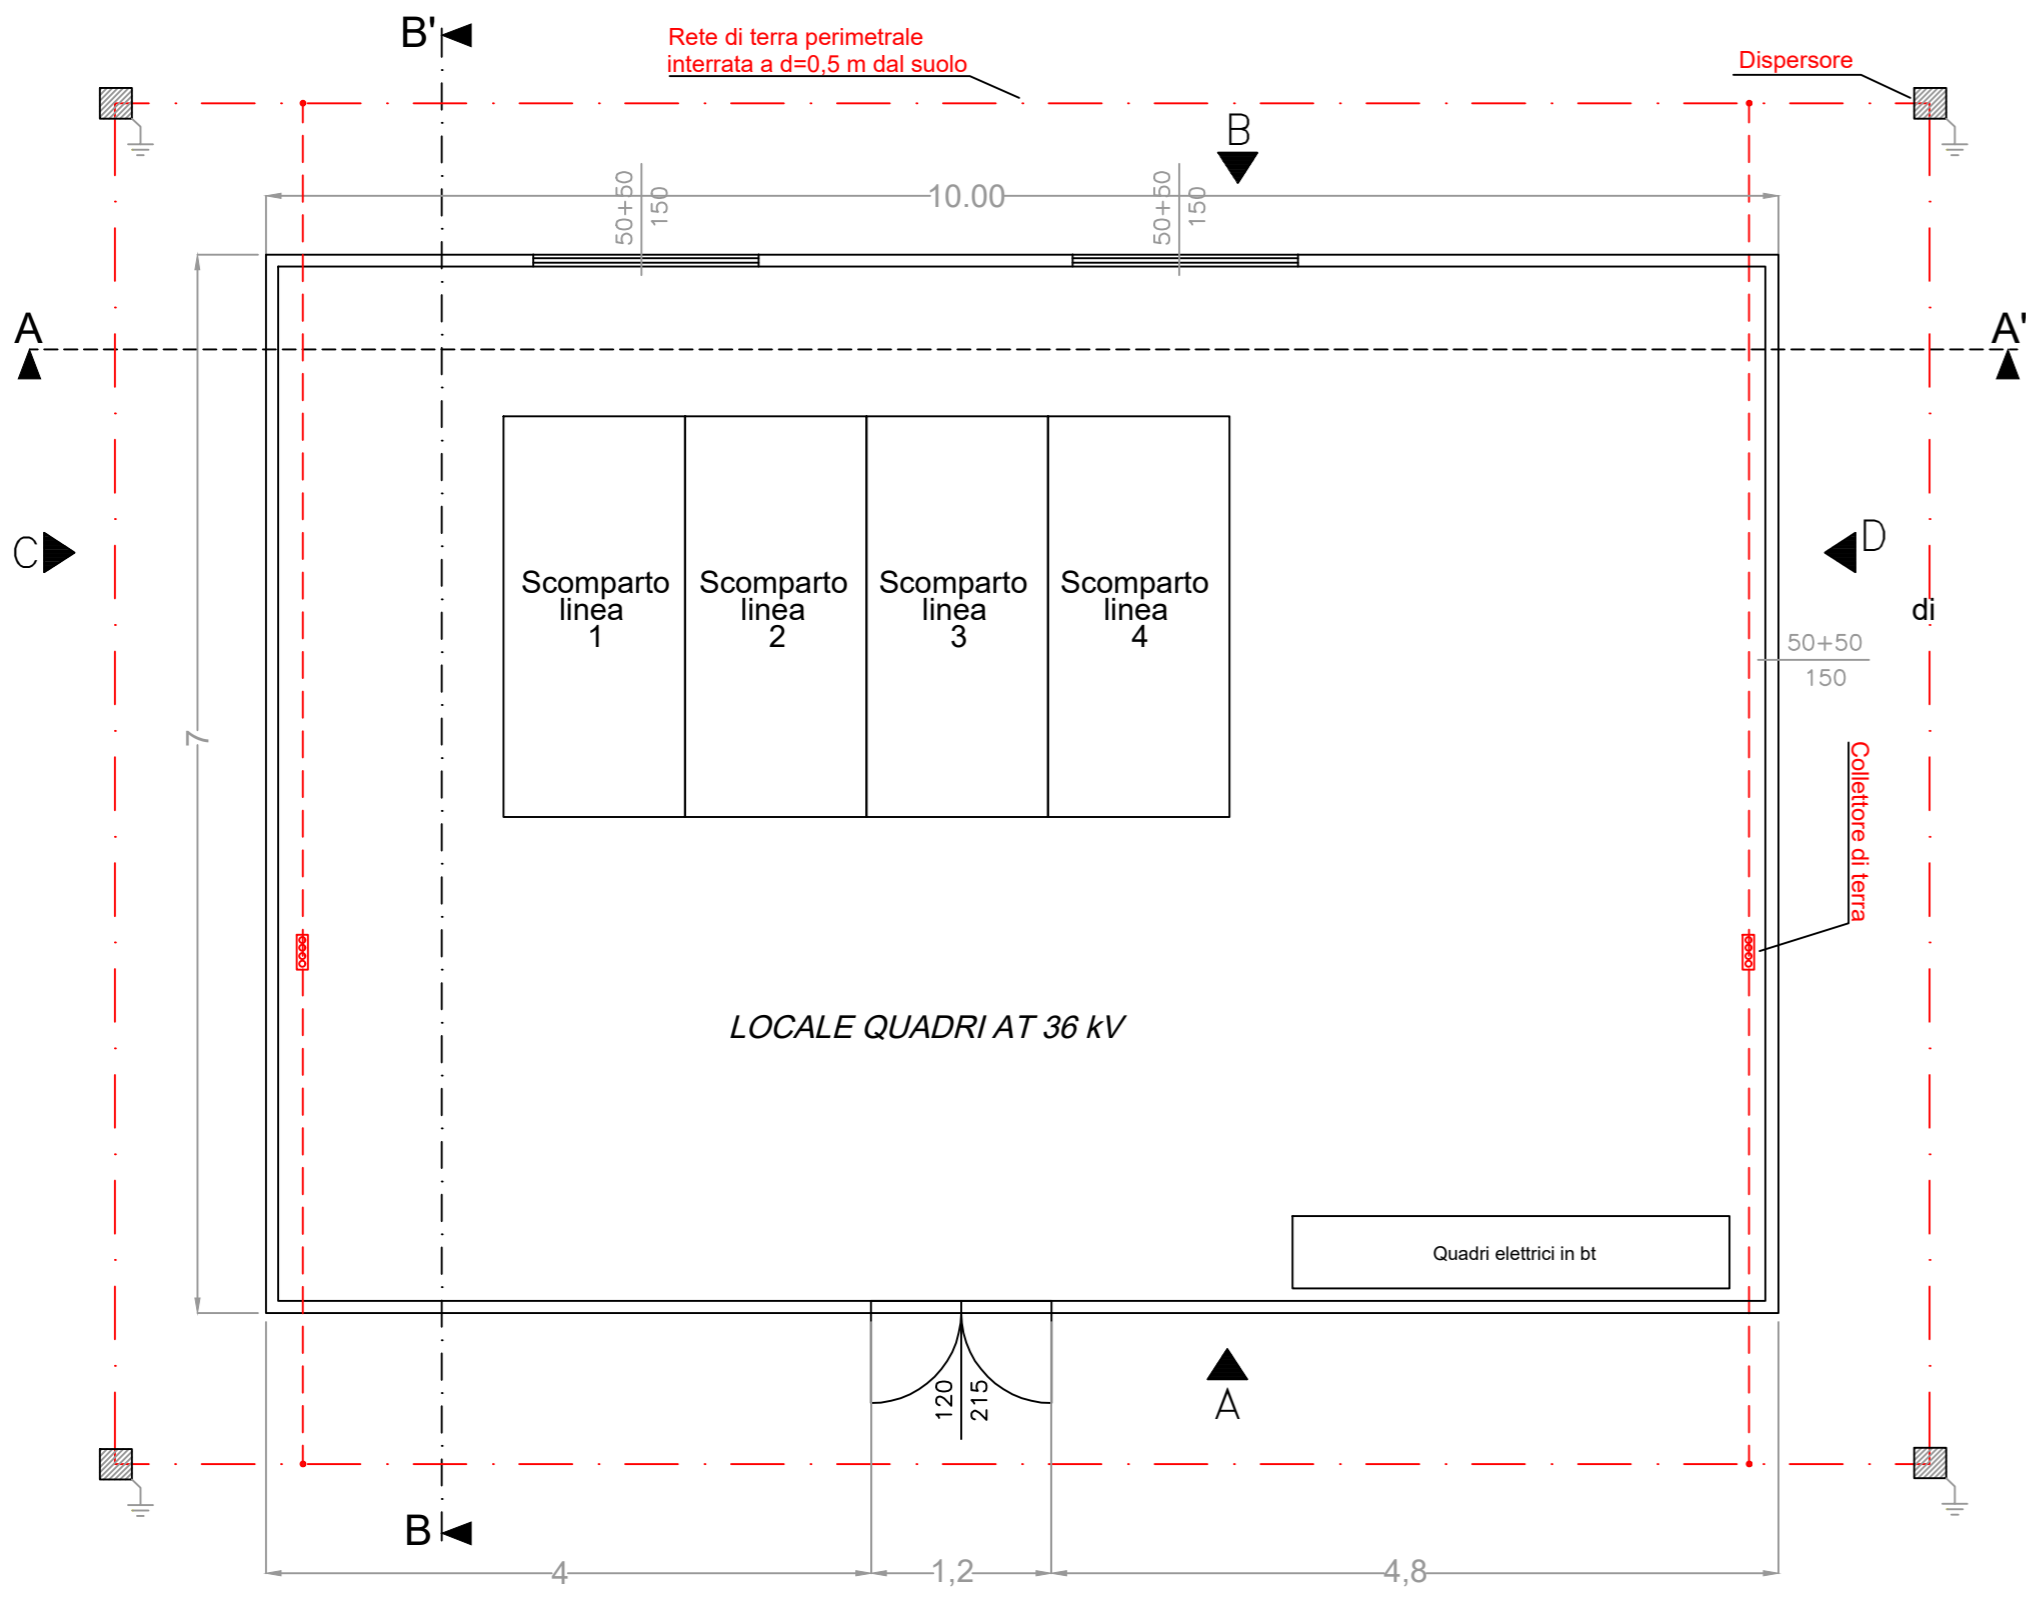 B'
Rete di terra perimetrale
interrata a d=0,5 m dal suolo
Dispersore
B
10.00
50+50
150
50+50
150
A
A'
C
D
di
Scomparto
linea
1
Scomparto
linea
2
Scomparto
linea
3
Scomparto
linea
4
50+50
150
7
Collettore di terra
LOCALE QUADRI AT 36 kV
Quadri elettrici in bt
120
215
A
B
4
1,2
4,8